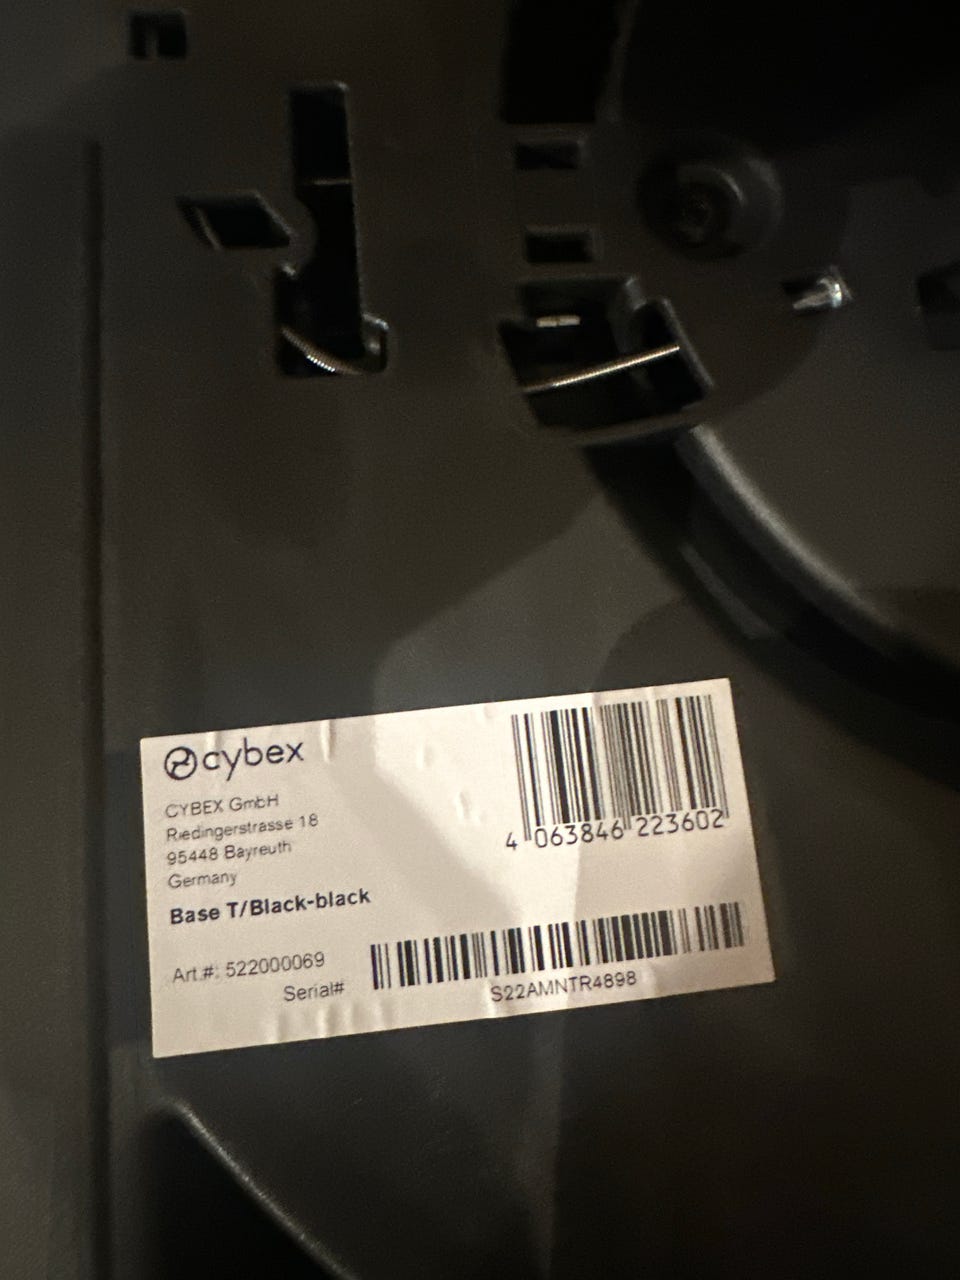 cybex
CYBEX GmbH
Riedingerstrasse 18
95448 Bayreuth
Germany
Base T/Black-black
Art.#: 522000069
Serial#
4 063846 223602
S22AMNTR4898